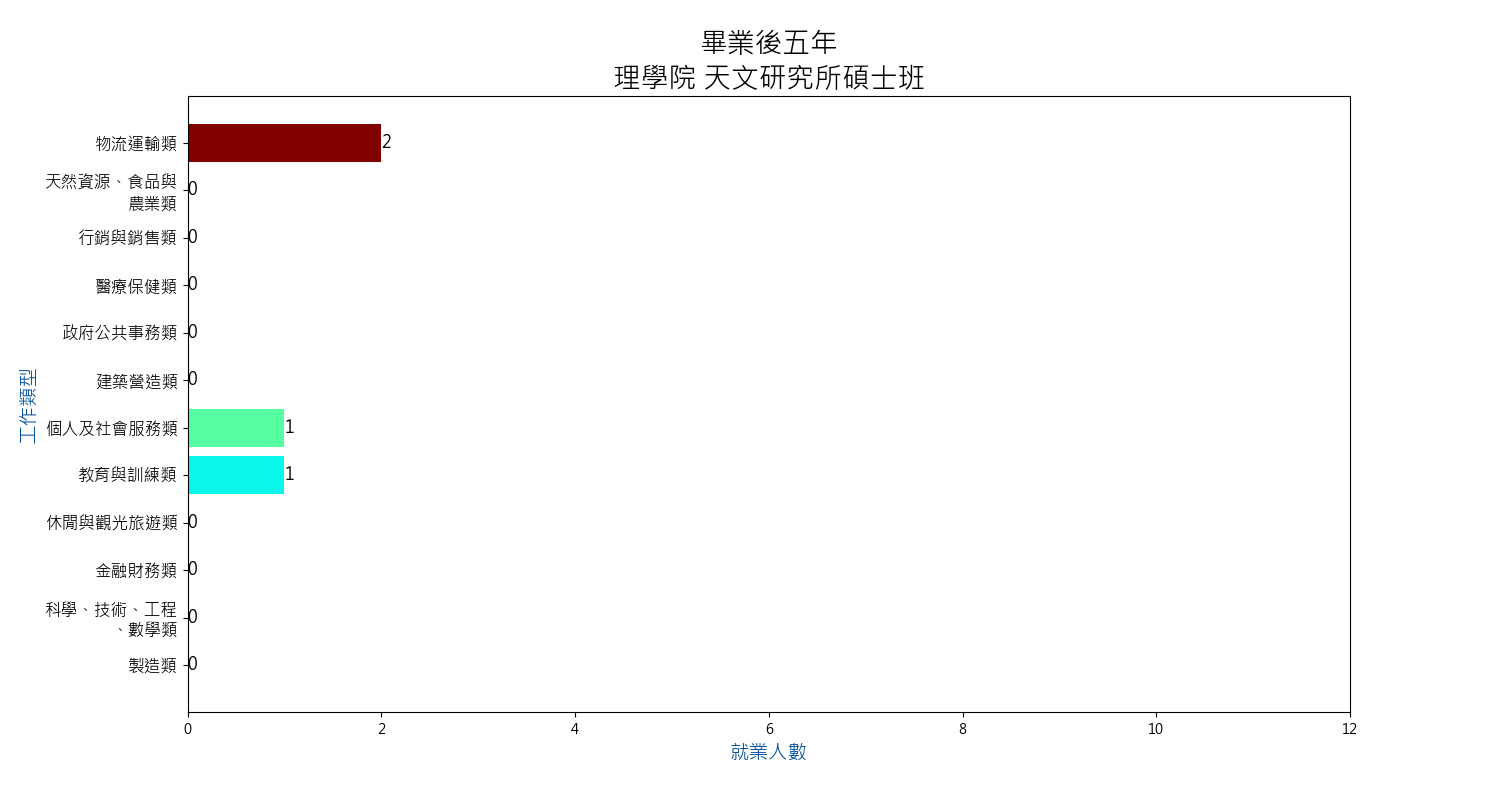 畢業後五年
理學院 天文研究所碩士班
物流運輸類
2
天然資源、食品與
農業類
0
行銷與銷售類
0
醫療保健類
0
政府公共事務類
0
建築營造類
0
個人及社會服務類
1
教育與訓練類
1
休閒與觀光旅遊類
0
金融財務類
0
科學、技術、工程
、數學類
0
製造類
0
工作類型
0 2 4 6 8 10 12
就業人數